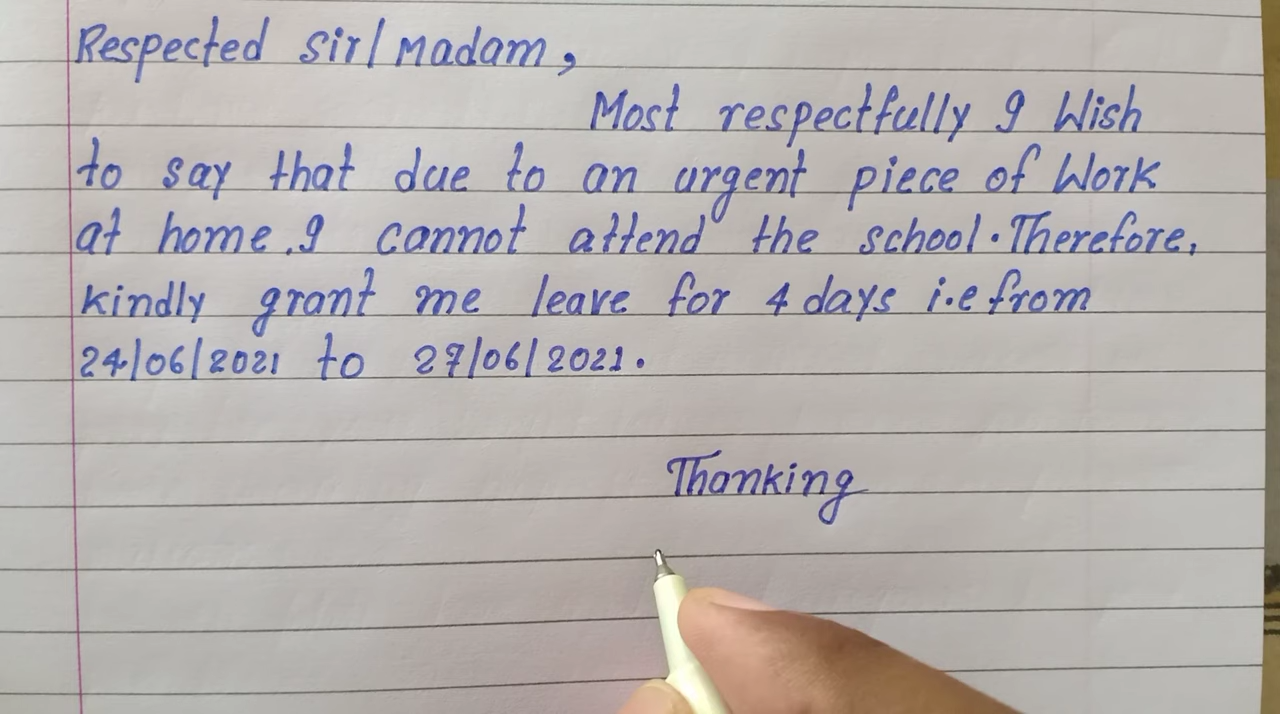 Respected sir/Madam,
Most respectfully I Wish
to say that due to an urgent piece of Work
at home. I cannot attend the school. Therefore,
kindly grant me leave for 4 days i.e from
24/06/2021 to 27/06/2021.
Thanking